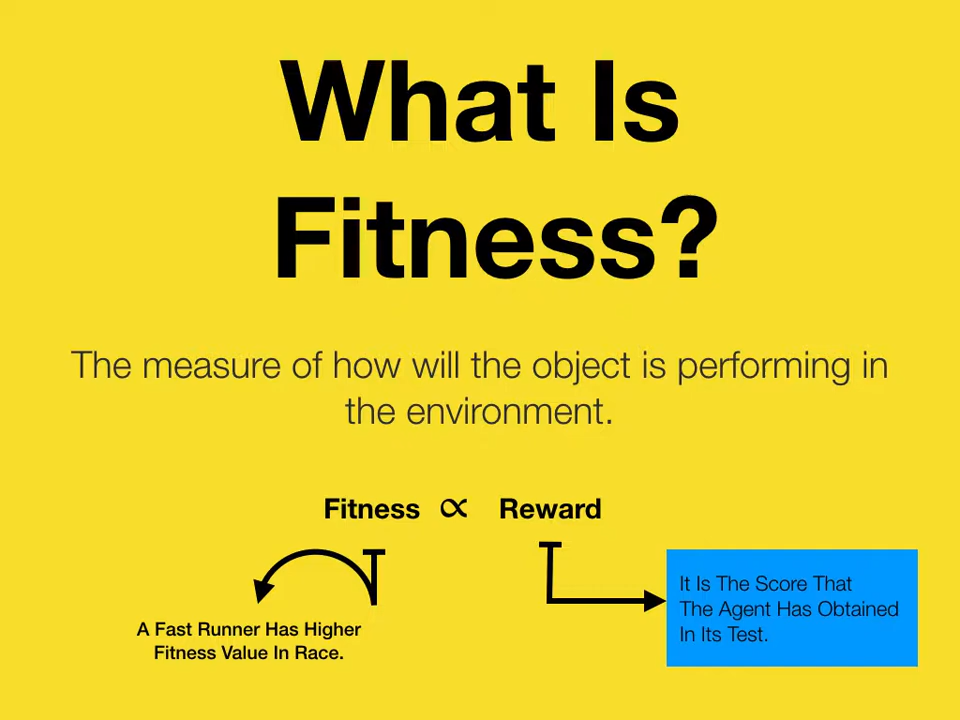 What Is
Fitness?
The measure of how will the object is performing in
the environment.
Fitness ∝ Reward
It Is The Score That
The Agent Has Obtained
In Its Test.
A Fast Runner Has Higher
Fitness Value In Race.